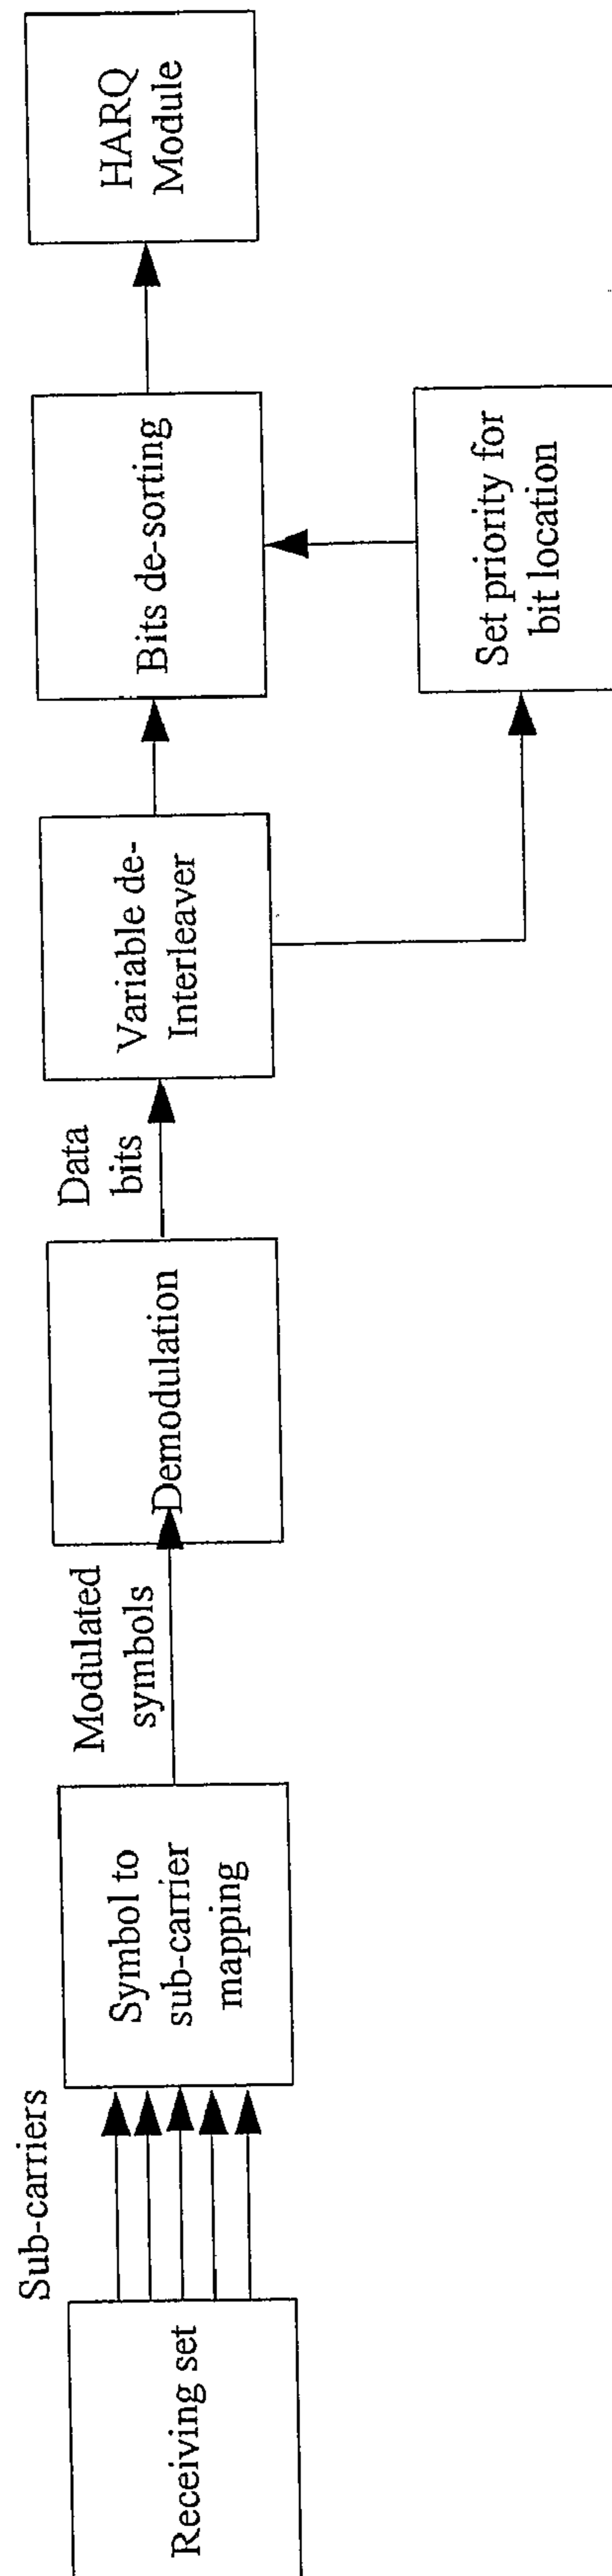 Receiving set
Sub-carriers
Symbol to
sub-carrier
mapping
Modulated
symbols
Demodulation
Data
bits
Variable de-
Interleaver
Bits de-sorting
Set priority for
bit location
HARQ
Module